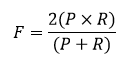 F = 2(P × R) / (P + R)